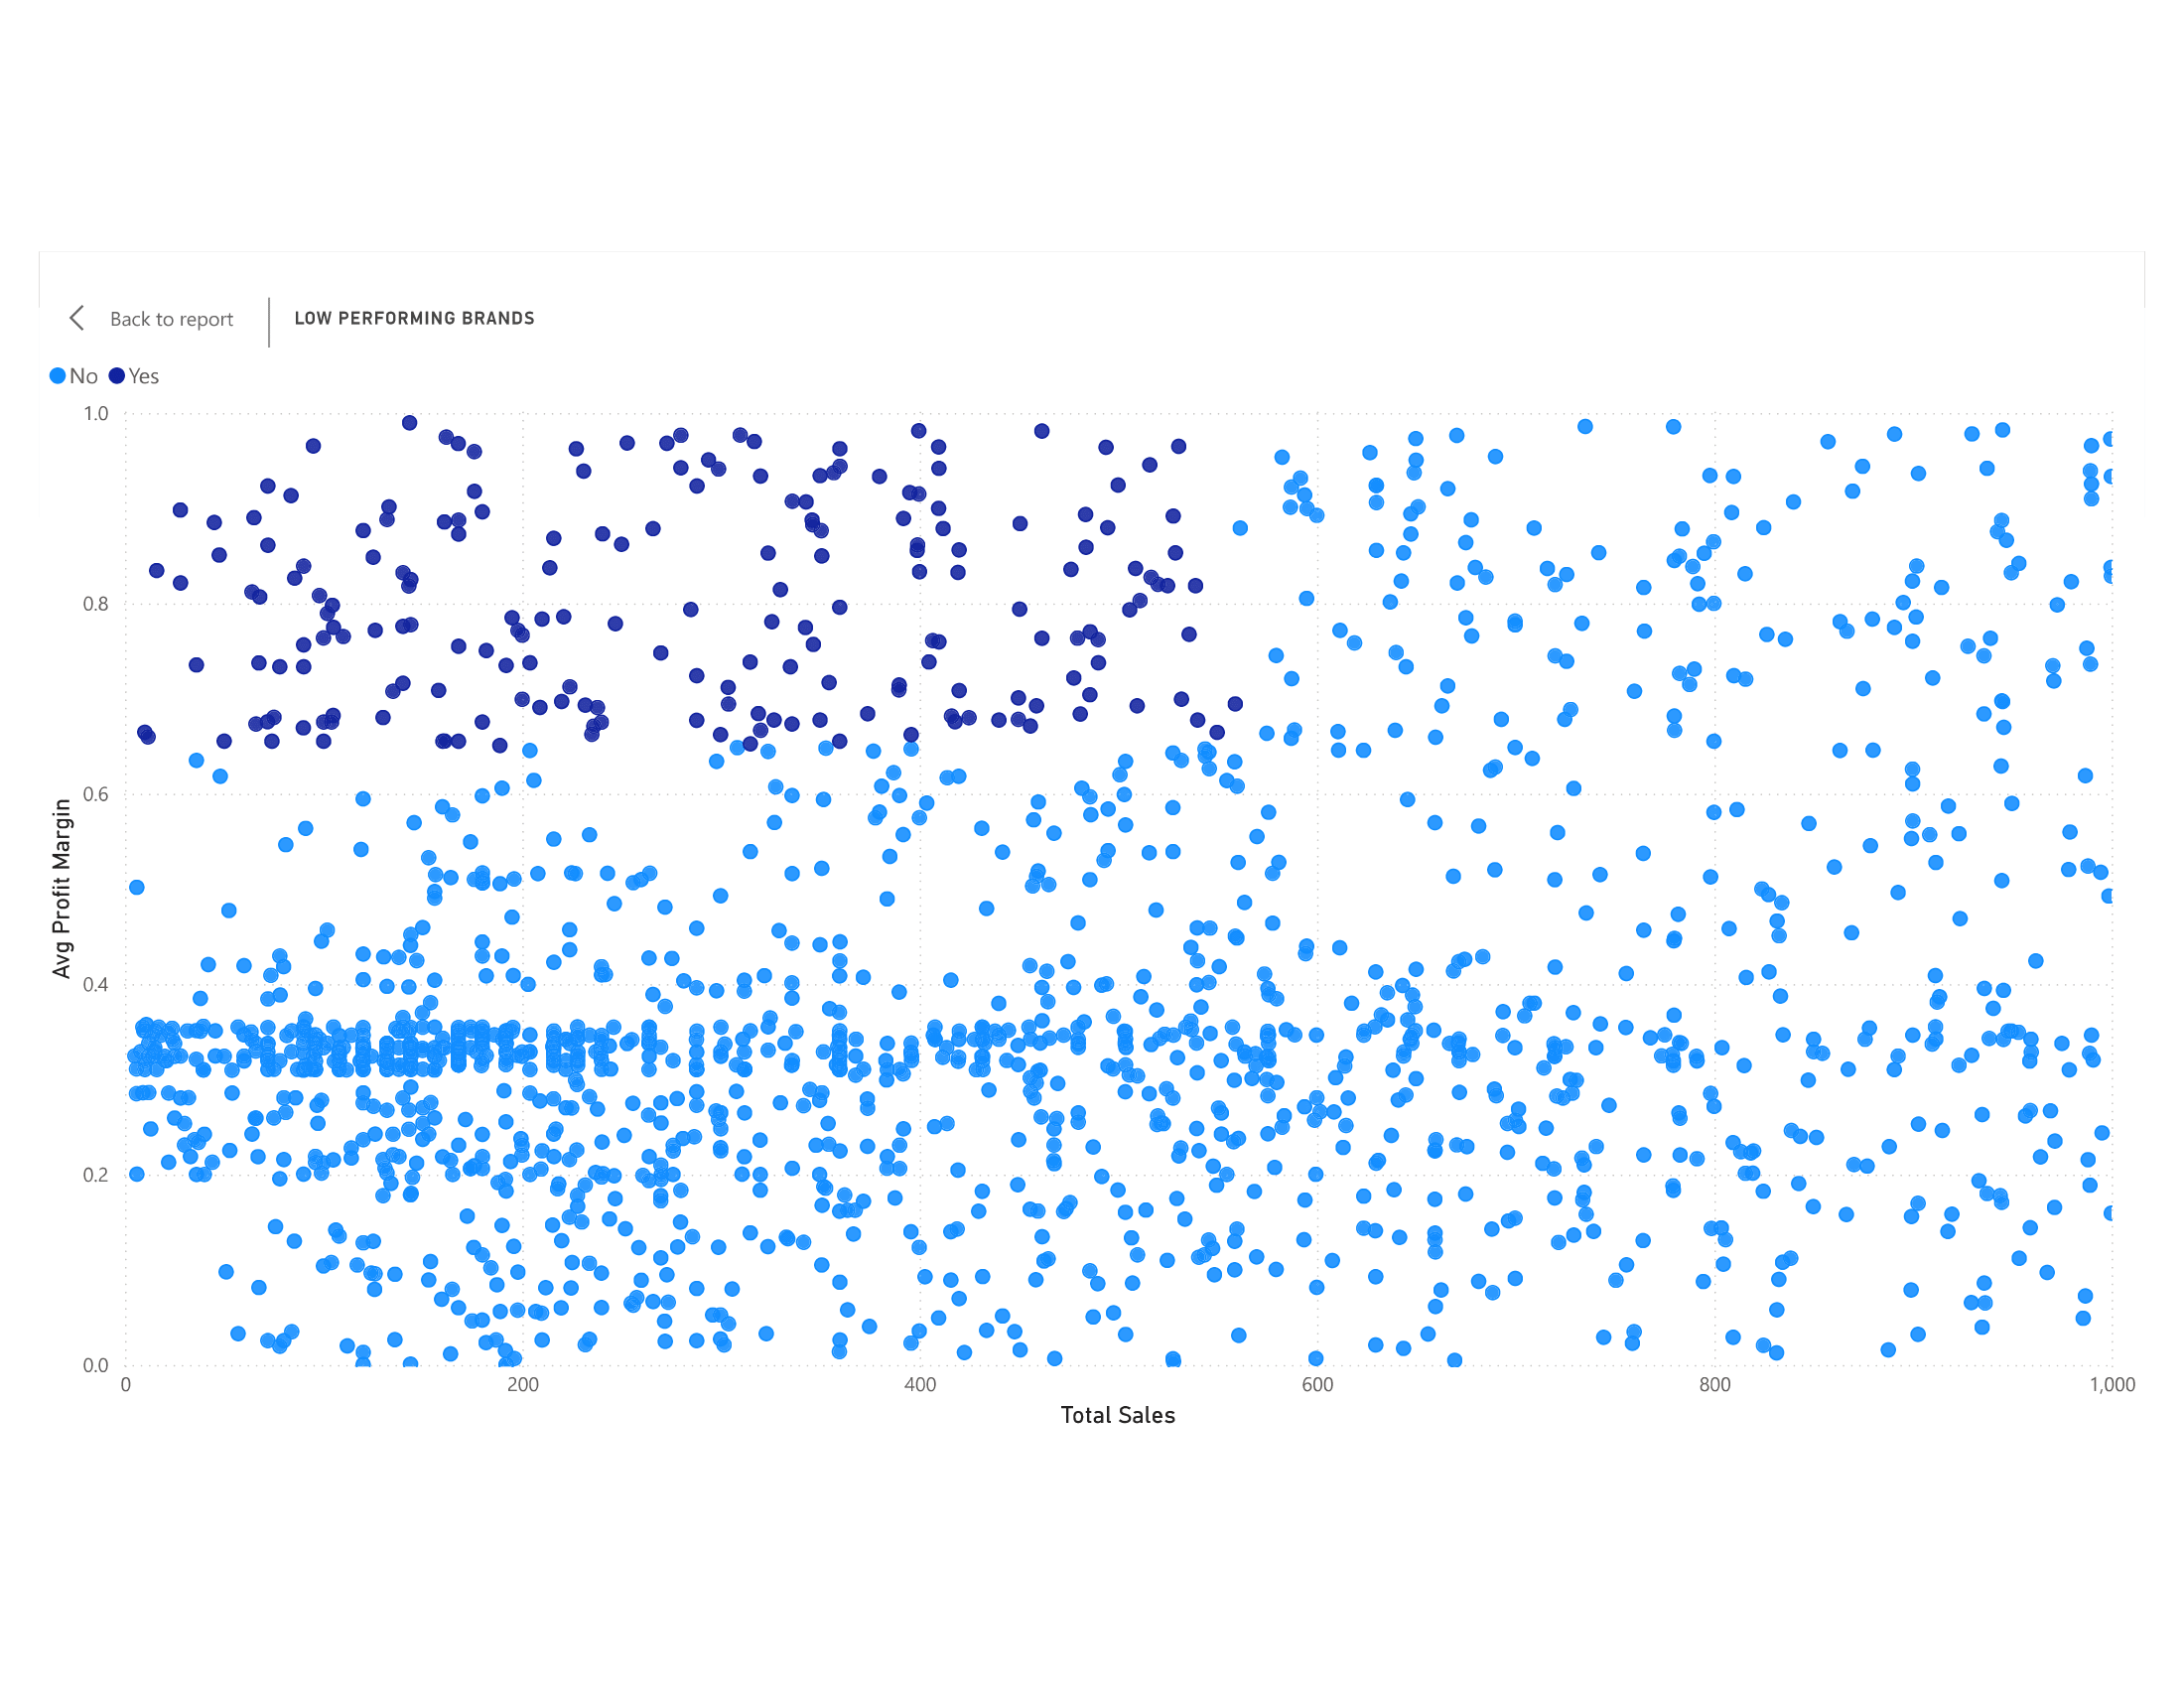 Back to report
LOW PERFORMING BRANDS
No Yes
1.0
0.8
0.6
0.4
0.2
0.0
Avg Profit Margin
0 200 400 600 800 1,000
Total Sales